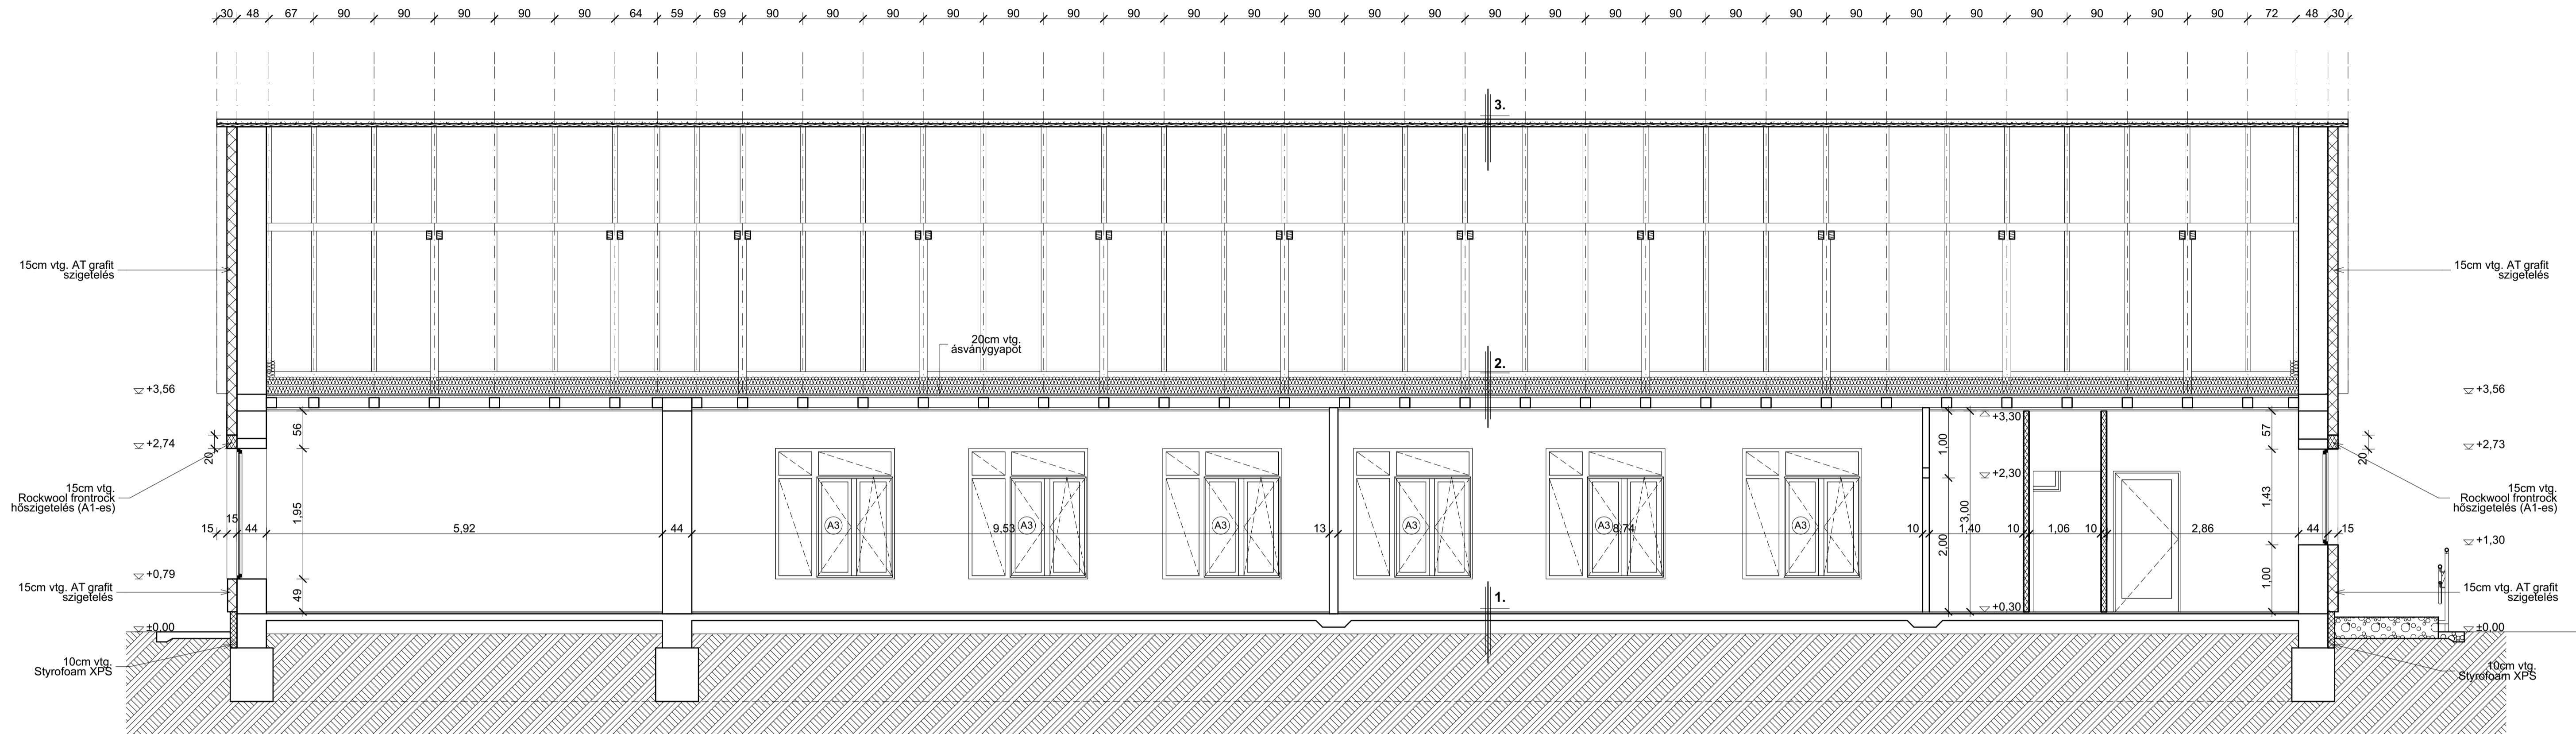 30 48 67 90 90 90 90 90 64 59 69 90 90 90 90 90 90 90 90 90 90 90 90 90 90 90 90 90 90 90 90 90 90 90 90 90 72 48 30
3.
15cm vtg. AT grafit
szigetelés
15cm vtg. AT grafit
szigetelés
20cm vtg.
ásványgyapot
2.
+3,56
+3,56
+2,74
20
56
1,00
+3,30
57
+2,73
20
+2,30
15cm vtg.
Rockwool frontrock
hőszigetelés (A1-es)
15cm vtg.
Rockwool frontrock
hőszigetelés (A1-es)
1,95
3,00
1,43
A3 A3 A3 A3 A3 A3
15 15 44 5,92 44 9,53 13 8,74 10 1,40 10 1,06 10 2,86 44 15
2,00
+1,30
+0,79
15cm vtg. AT grafit
szigetelés
49
1.
+0,30
1,00
15cm vtg. AT grafit
szigetelés
±0,00
±0,00
10cm vtg.
Styrofoam XPS
10cm vtg.
Styrofoam XPS